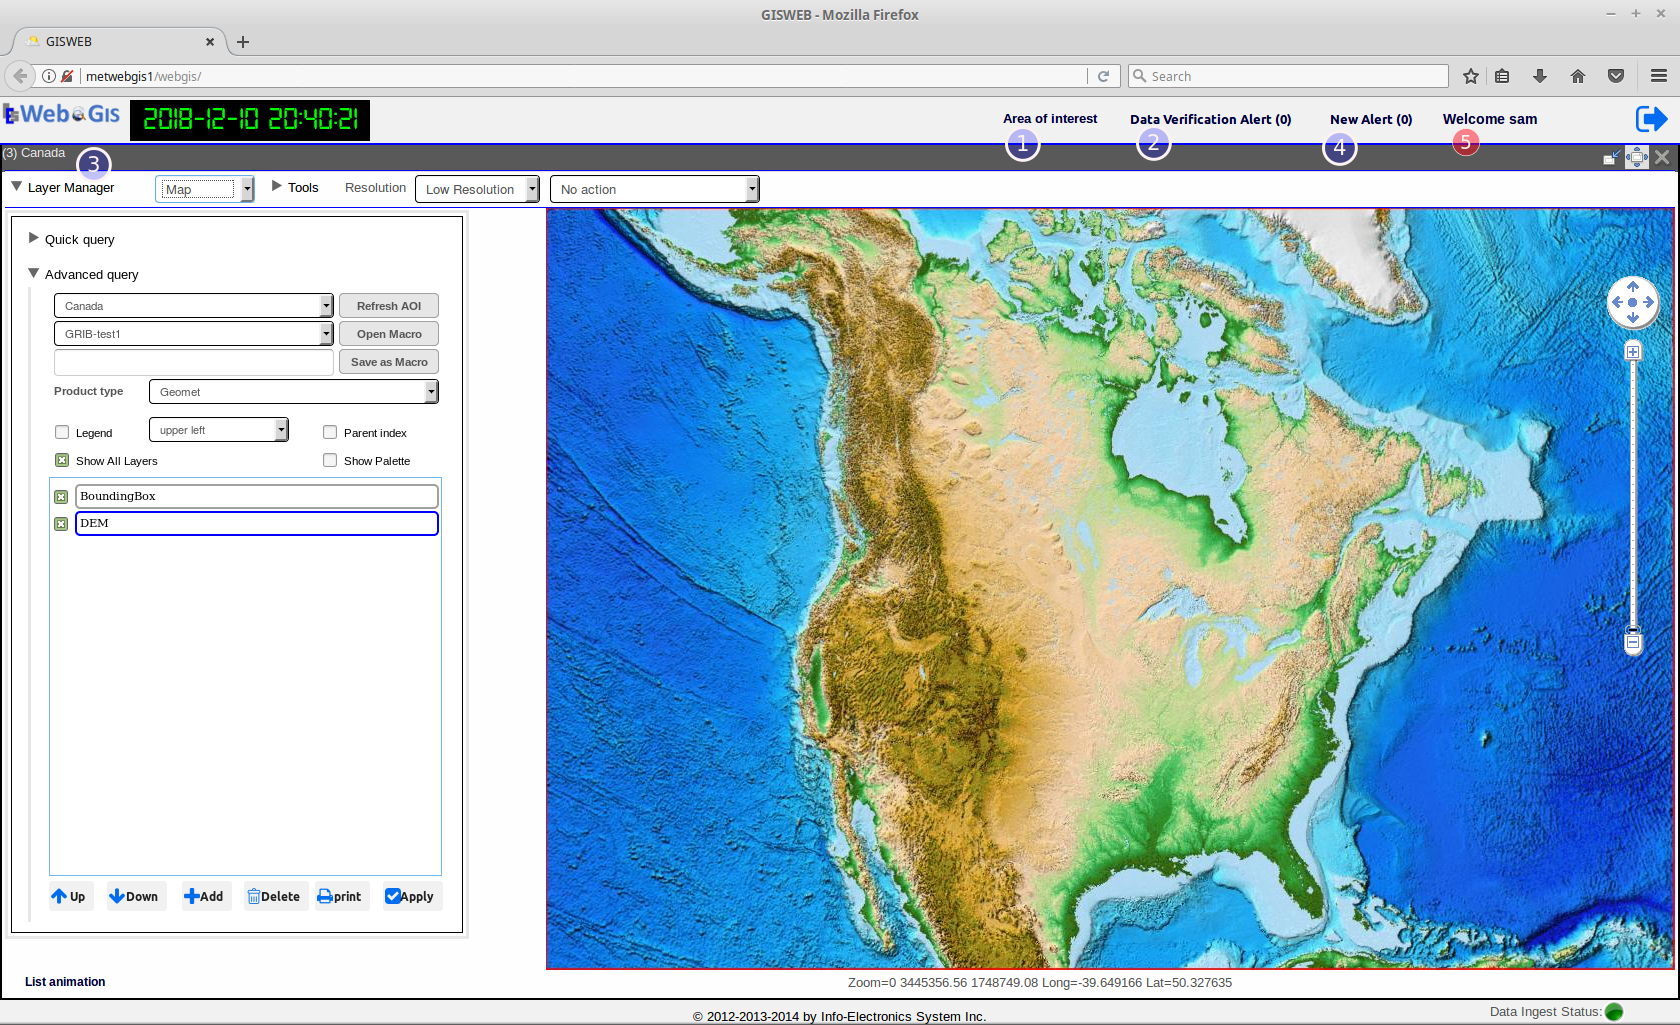 GISWEB - Mozilla Firefox
GISWEB
metwebgis1/webgis/
Search
Web Gis
2018-12-10 20:40:21
Area of interest
Data Verification Alert (0)
New Alert (0)
Welcome sam
1
2
4
5
(3) Canada
3
Layer Manager
Map
Tools
Resolution
Low Resolution
No action
Quick query
Advanced query
Canada
Refresh AOI
GRIB-test1
Open Macro
Save as Macro
Product type
Geomet
Legend
upper left
Parent index
Show All Layers
Show Palette
BoundingBox
DEM
Up
Down
Add
Delete
print
Apply
List animation
Zoom=0 3445356.56 1748749.08 Long=-39.649166 Lat=50.327635
Data Ingest Status:
© 2012-2013-2014 by Info-Electronics System Inc.